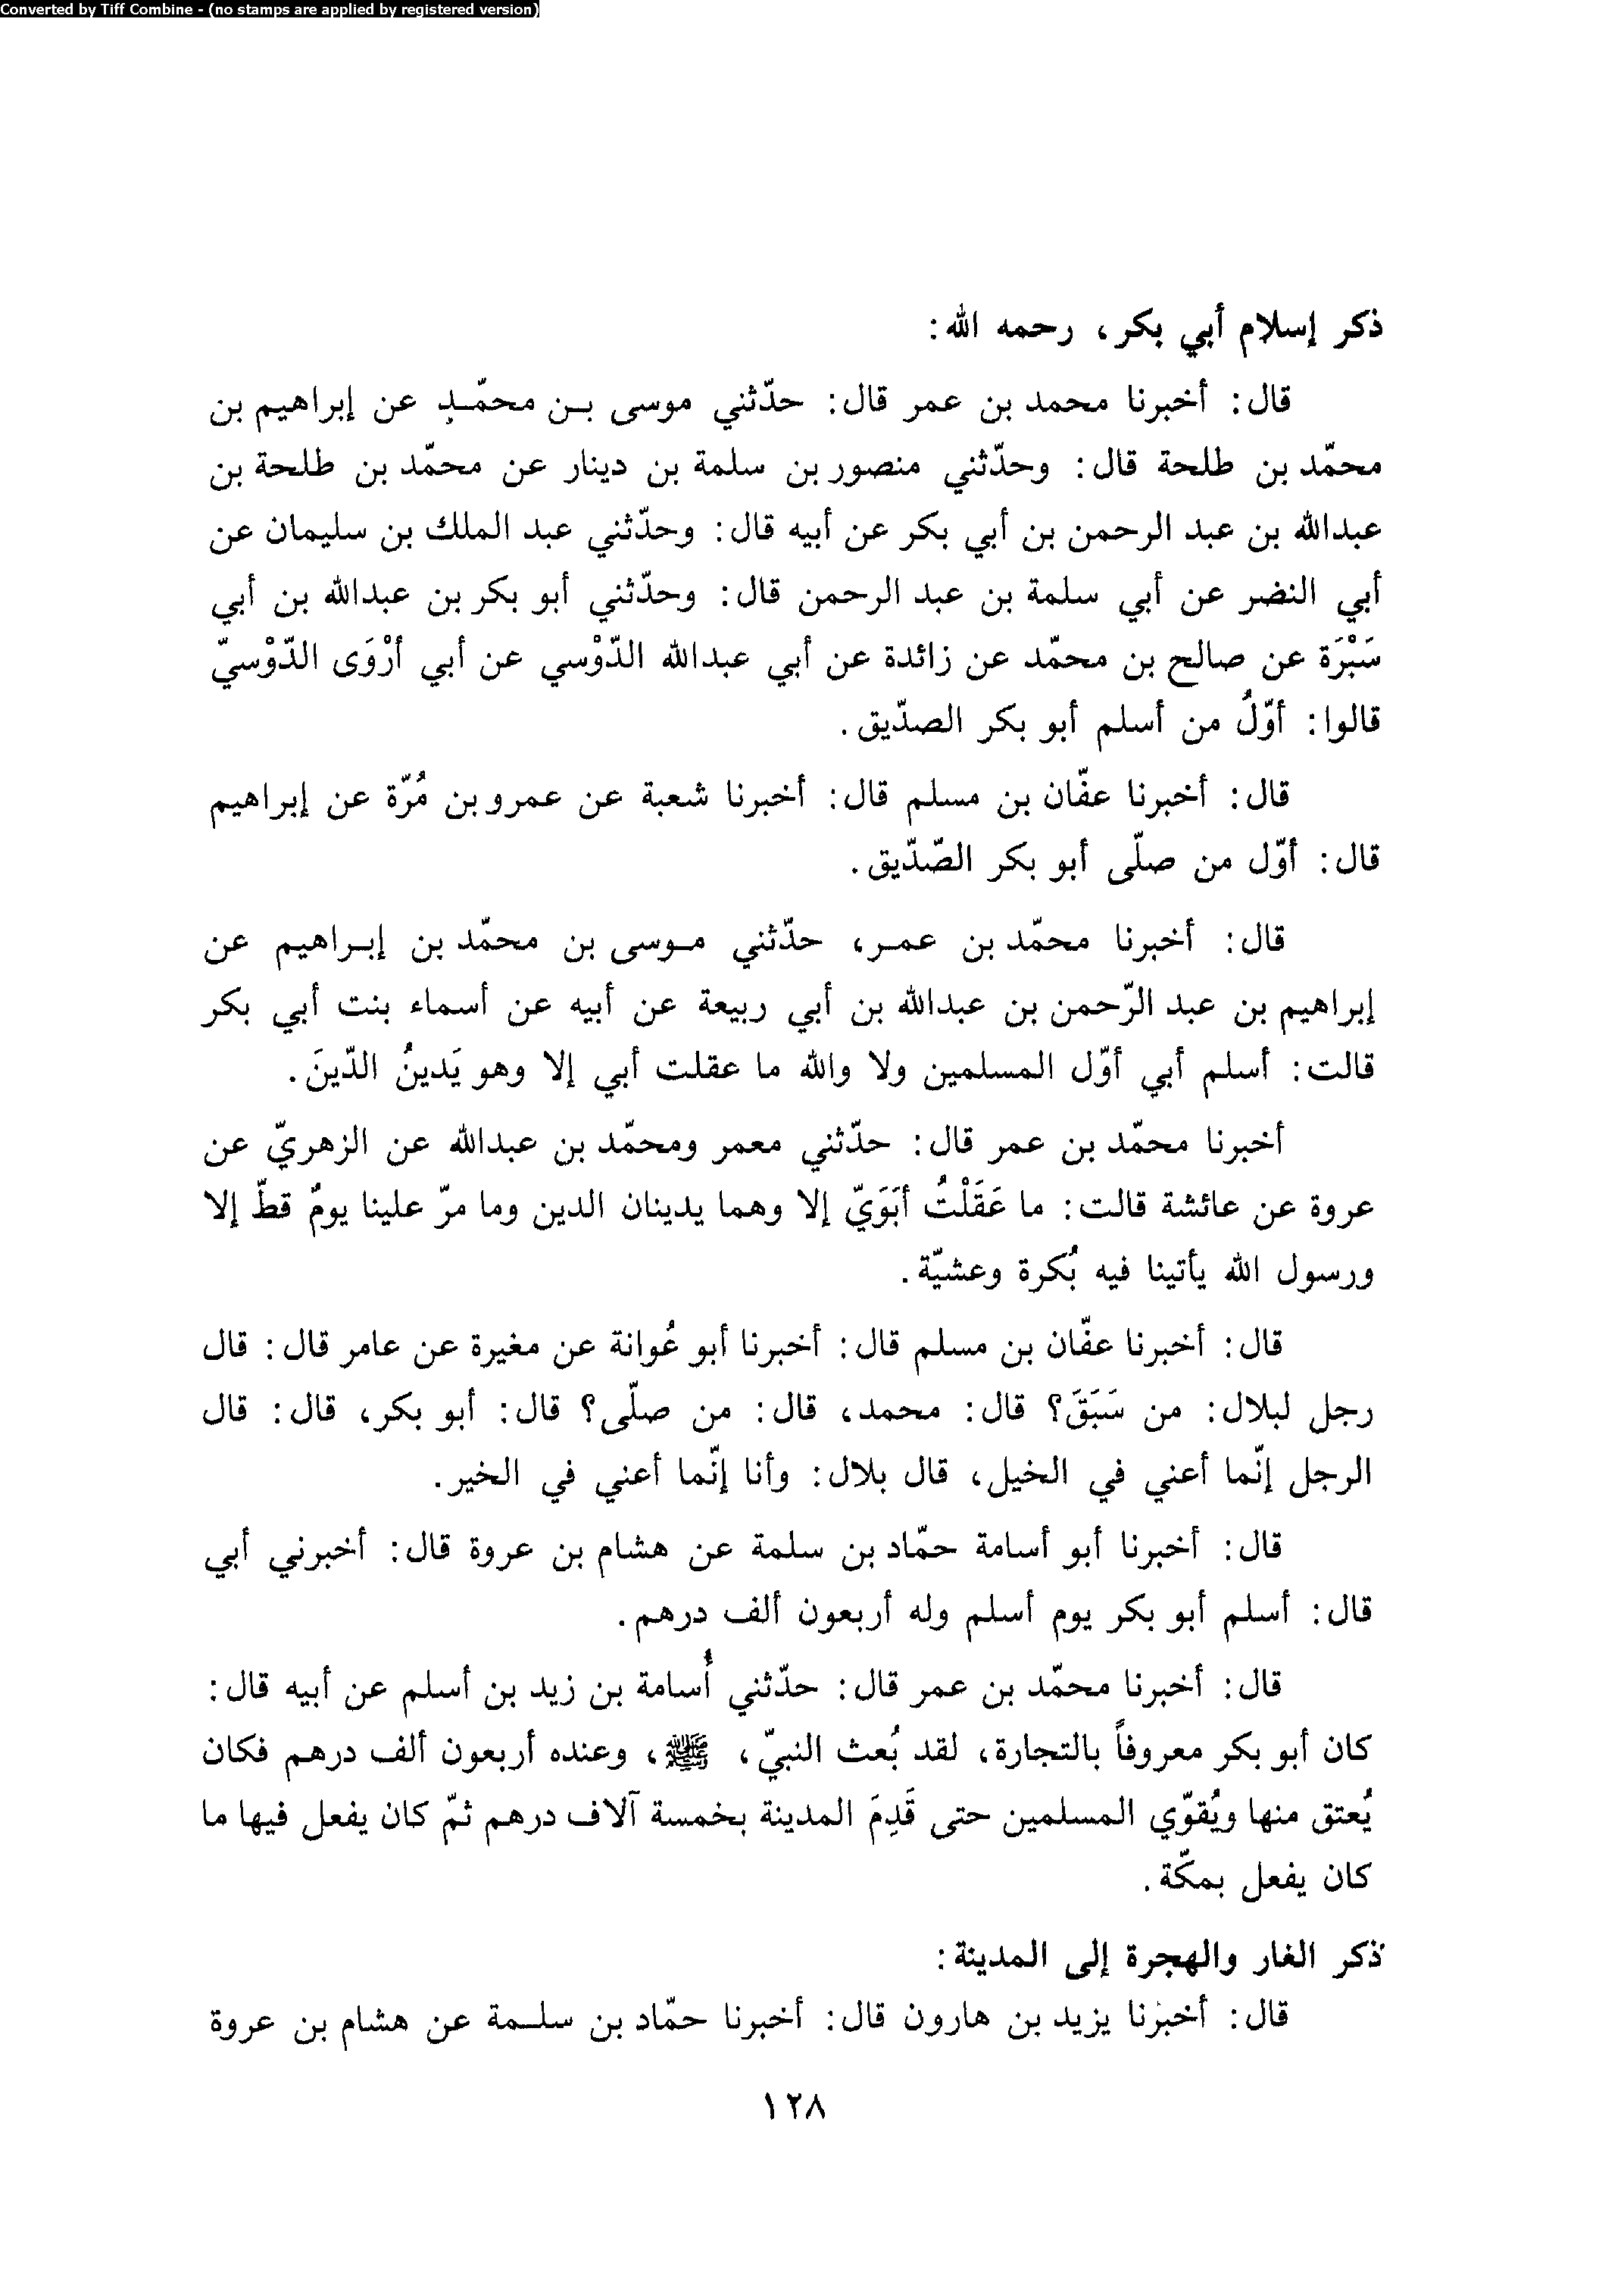 Converted by Tiff Combine - (no stamps are applied by registered version)
ذكر إسلام أبي بكر، رحمه الله:
قال: أخبرنا محمد بن عمر قال: حدّثني موسى بن محمّدٍ عن إبراهيم بن
محمّد بن طلحة قال: وحدّثني منصور بن سلمة بن دينار عن محمّد بن طلحة بن
عبدالله بن عبد الرحمن بن أبي بكر عن أبيه قال: وحدّثني عبد الملك بن سليمان عن
أبي النضر عن أبي سلمة بن عبد الرحمن قال: وحدّثني أبو بكر بن عبدالله بن أبي
سَبْرَة عن صالح بن محمّد عن زائدة عن أبي عبدالله الدّوْسي عن أبي أرْوَى الدّوْسيّ
قالوا: أوّلُ من أسلم أبو بكر الصدّيق.
قال: أخبرنا عفّان بن مسلم قال: أخبرنا شعبة عن عمرو بن مُرّة عن إبراهيم
قال: أوّل من صلّى أبو بكر الصّدّيق.
قال: أخبرنا محمّد بن عمر، حدّثني موسى بن محمّد بن إبراهيم عن
إبراهيم بن عبد الرّحمن بن عبدالله بن أبي ربيعة عن أبيه عن أسماء بنت أبي بكر
قالت: أسلم أبي أوّل المسلمين ولا والله ما عقلت أبي إلا وهو يَدينُ الدّينَ.
أخبرنا محمّد بن عمر قال: حدّثني معمر ومحمّد بن عبدالله عن الزهريّ عن
عروة عن عائشة قالت: ما عَقَلْتُ أبَوَيّ إلا وهما يدينان الدين وما مرّ علينا يومٌ قطّ إلا
ورسول الله يأتينا فيه بُكرة وعشيّة.
قال: أخبرنا عفّان بن مسلم قال: أخبرنا أبو عُوانة عن مغيرة عن عامر قال: قال
رجل لبلال: من سَبَقَ؟ قال: محمد، قال: من صلّى؟ قال: أبو بكر، قال: قال
الرجل إنّما أعني في الخيل، قال بلال: وأنا إنّما أعني في الخير.
قال: أخبرنا أبو أسامة حمّاد بن سلمة عن هشام بن عروة قال: أخبرني أبي
قال: أسلم أبو بكر يوم أسلم وله أربعون ألف درهم.
قال: أخبرنا محمّد بن عمر قال: حدّثني أُسامة بن زيد بن أسلم عن أبيه قال:
كان أبو بكر معروفاً بالتجارة، لقد بُعث النبيّ، ﷺ، وعنده أربعون ألف درهم فكان
يُعتق منها ويُقوّي المسلمين حتى قَدِمَ المدينة بخمسة آلاف درهم ثمّ كان يفعل فيها ما
كان يفعل بمكّة.
ذكر الغار والهجرة إلى المدينة:
قال: أخبرنا يزيد بن هارون قال: أخبرنا حمّاد بن سلمة عن هشام بن عروة
١٢٨